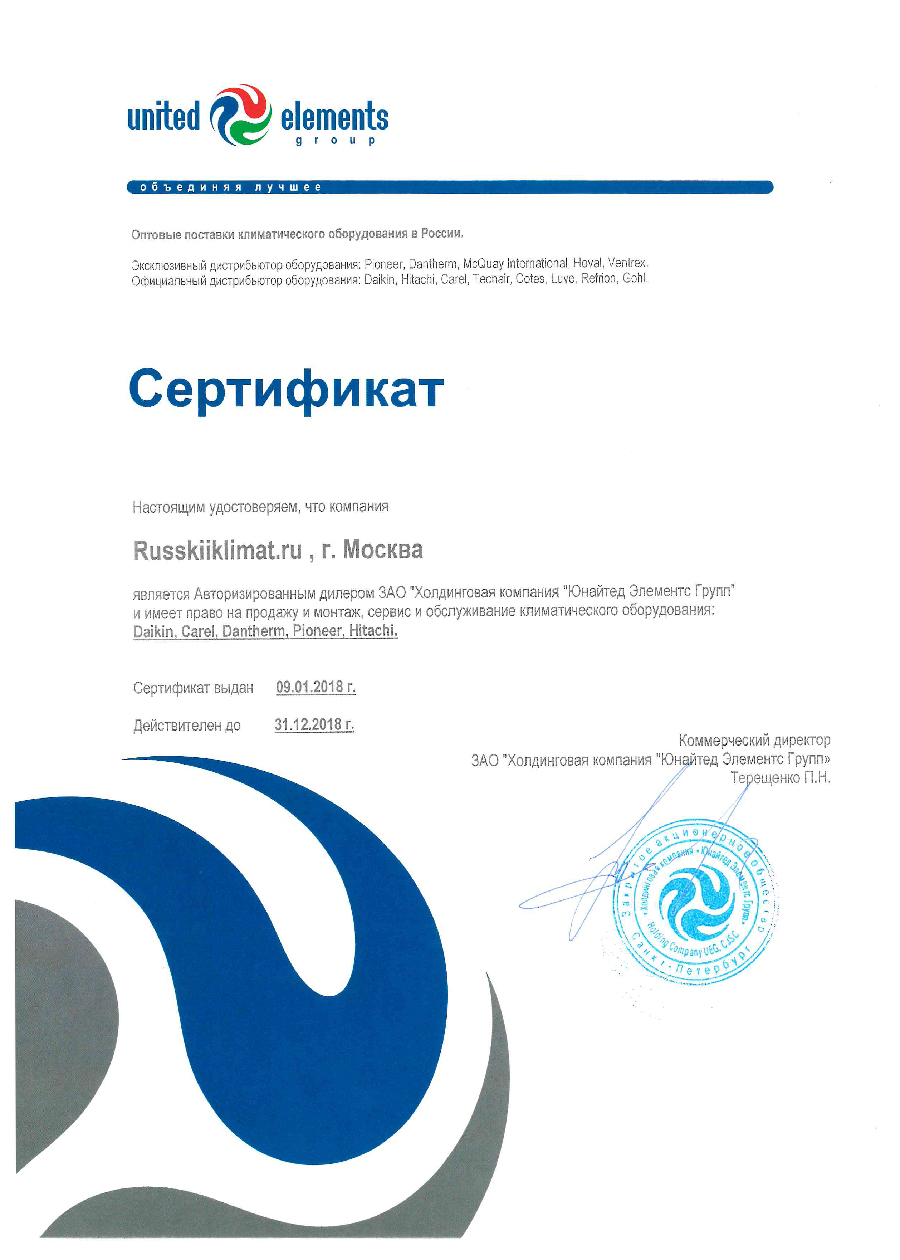 united elements
group
объединяя лучшее
Оптовые поставки климатического оборудования в России.
Эксклюзивный дистрибьютор оборудования: Pioneer, Dantherm, McQuay International, Hoval, Ventrex.
Официальный дистрибьютор оборудования: Daikin, Hitachi, Carel, Tecnair, Cotes, Luve, Refrion, Gohl.
Сертификат
Настоящим удостоверяем, что компания
Russkiiklimat.ru , г. Москва
является Авторизированным дилером ЗАО "Холдинговая компания "Юнайтед Элементс Групп"
и имеет право на продажу и монтаж, сервис и обслуживание климатического оборудования:
Daikin, Carel, Dantherm, Pioneer, Hitachi.
Сертификат выдан 09.01.2018 г.
Действителен до 31.12.2018 г.
Коммерческий директор
ЗАО "Холдинговая компания "Юнайтед Элементс Групп»
Терещенко П.Н.
Закрытое акционерное общество
«Холдинговая компания «Юнайтед Элементс Групп»
Holding Company UEG, CJSC
Санкт-Петербург